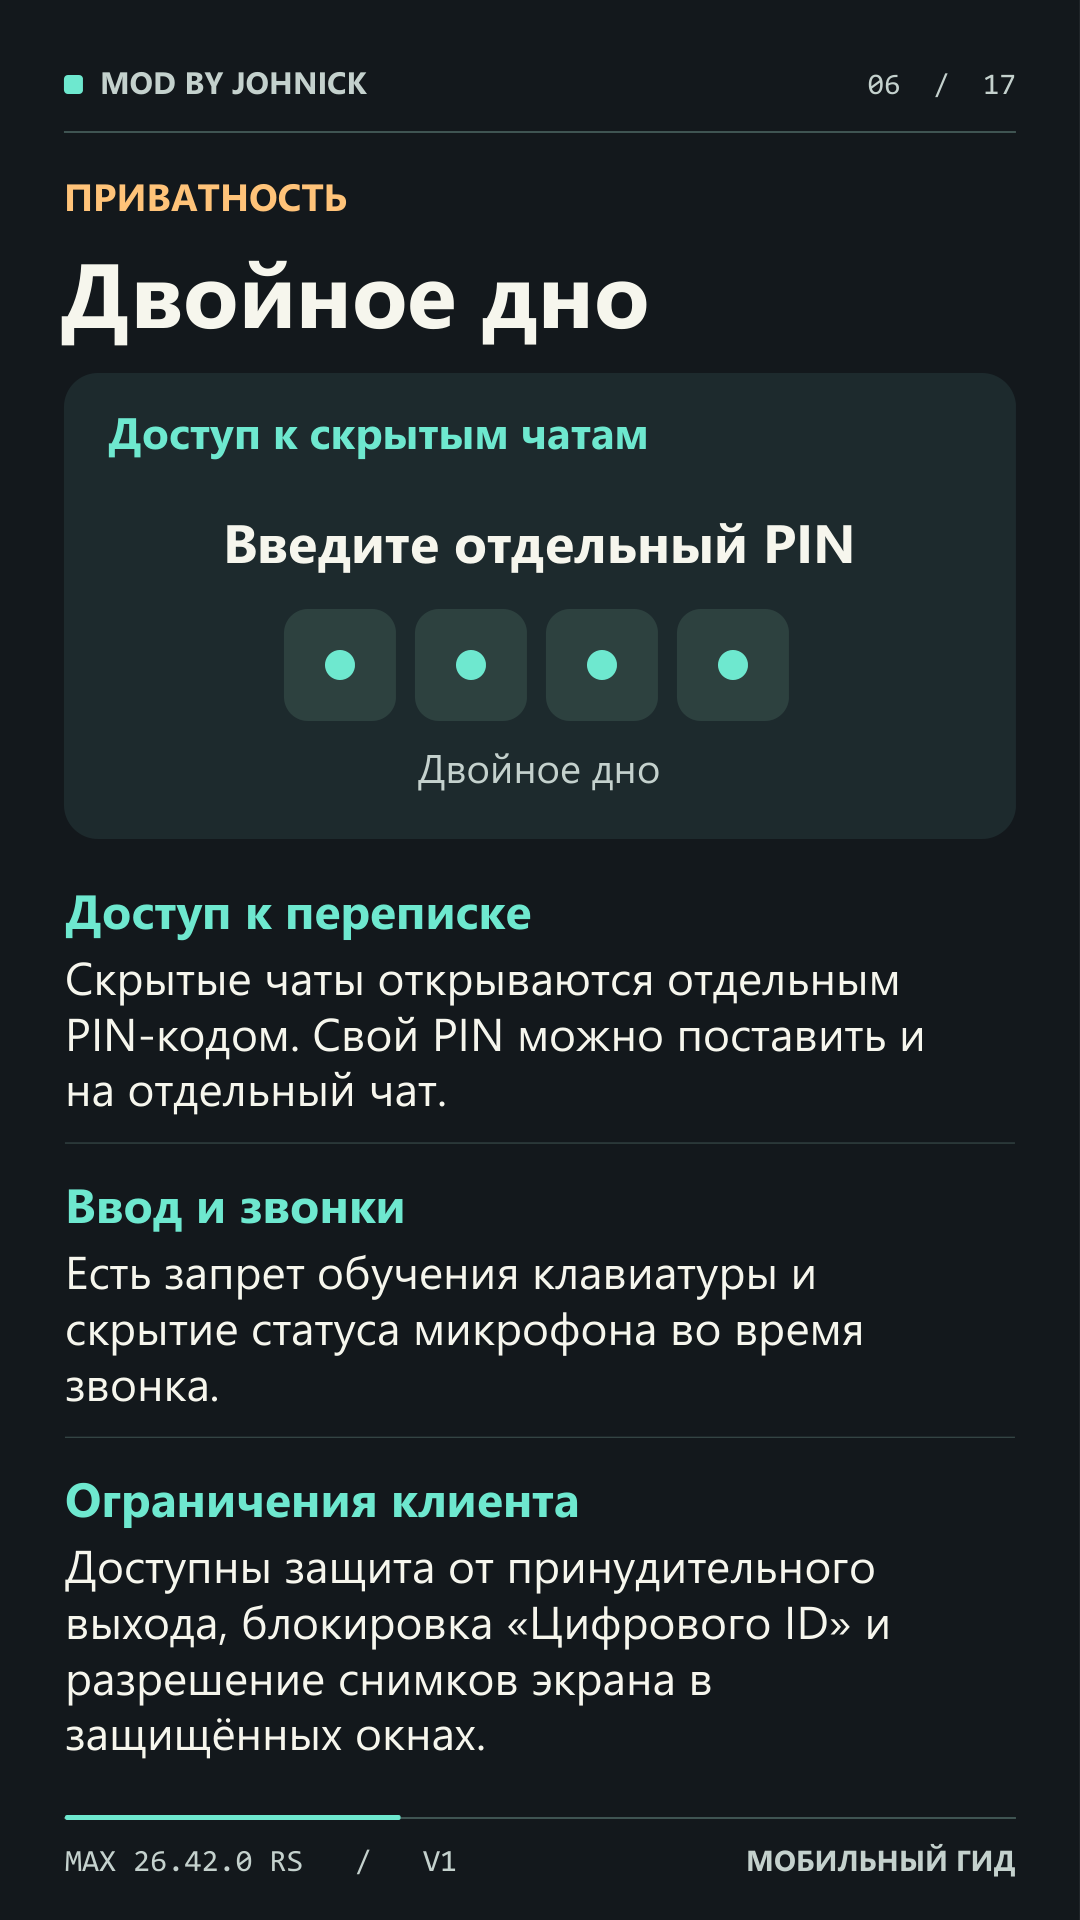 MOD BY JOHNICK
06 / 17
ПРИВАТНОСТЬ
Двойное дно
Доступ к скрытым чатам
Введите отдельный PIN
Двойное дно
Доступ к переписке
Скрытые чаты открываются отдельным
PIN-кодом. Свой PIN можно поставить и
на отдельный чат.
Ввод и звонки
Есть запрет обучения клавиатуры и
скрытие статуса микрофона во время
звонка.
Ограничения клиента
Доступны защита от принудительного
выхода, блокировка «Цифрового ID» и
разрешение снимков экрана в
защищённых окнах.
MAX 26.42.0 RS / V1
МОБИЛЬНЫЙ ГИД